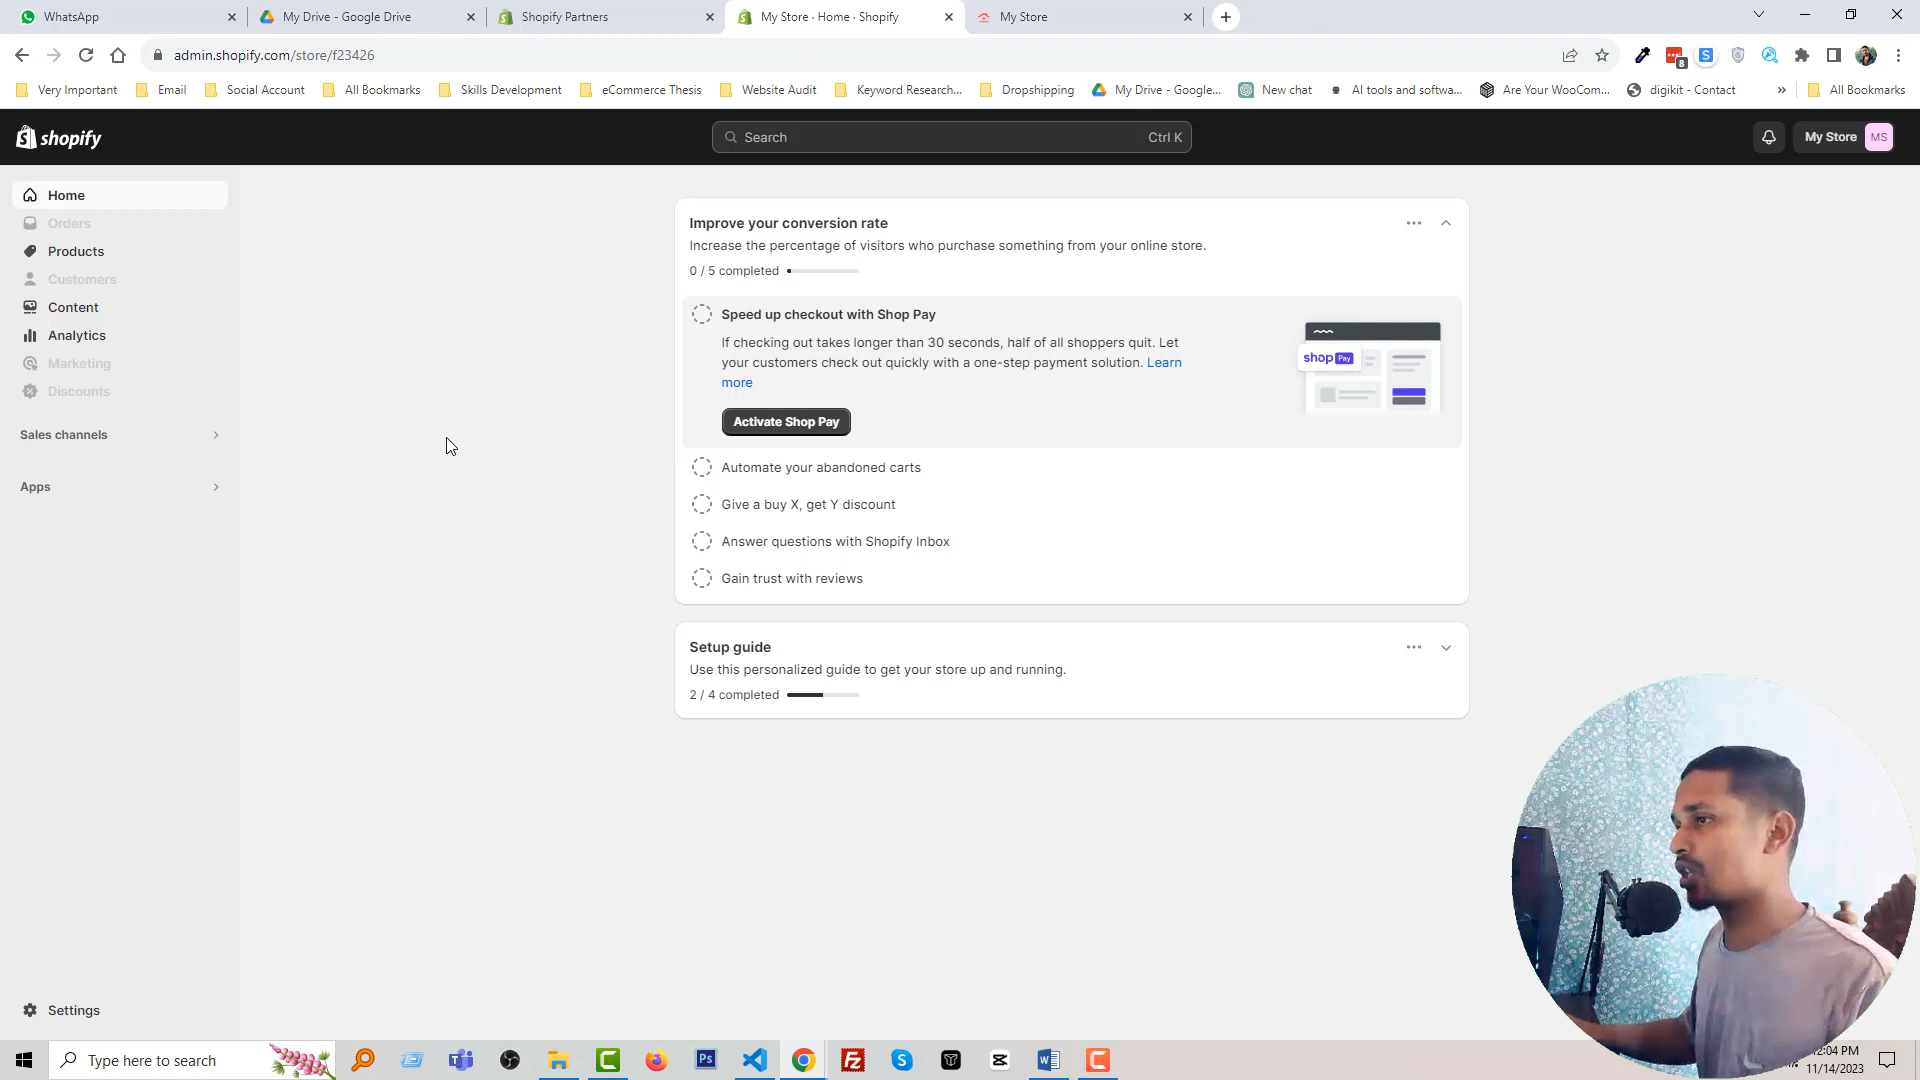 WhatsApp
My Drive - Google Drive
Shopify Partners
My Store · Home · Shopify
My Store
admin.shopify.com/store/f23426
8
Very Important
Email
Social Account
All Bookmarks
Skills Development
eCommerce Thesis
Website Audit
Keyword Research...
Dropshipping
My Drive - Google...
New chat
AI tools and softwa...
Are Your WooCom...
digikit - Contact
»
All Bookmarks
shopify
Search
Ctrl K
My Store
MS
Home
Orders
Products
Customers
Content
Analytics
Marketing
Discounts
Sales channels
Apps
Settings
Improve your conversion rate
Increase the percentage of visitors who purchase something from your online store.
0 / 5 completed
Speed up checkout with Shop Pay
If checking out takes longer than 30 seconds, half of all shoppers quit. Let
your customers check out quickly with a one-step payment solution. Learn
more
Activate Shop Pay
shop Pay
Automate your abandoned carts
Give a buy X, get Y discount
Answer questions with Shopify Inbox
Gain trust with reviews
Setup guide
Use this personalized guide to get your store up and running.
2 / 4 completed
Type here to search
Ps
12:04 PM
11/14/2023